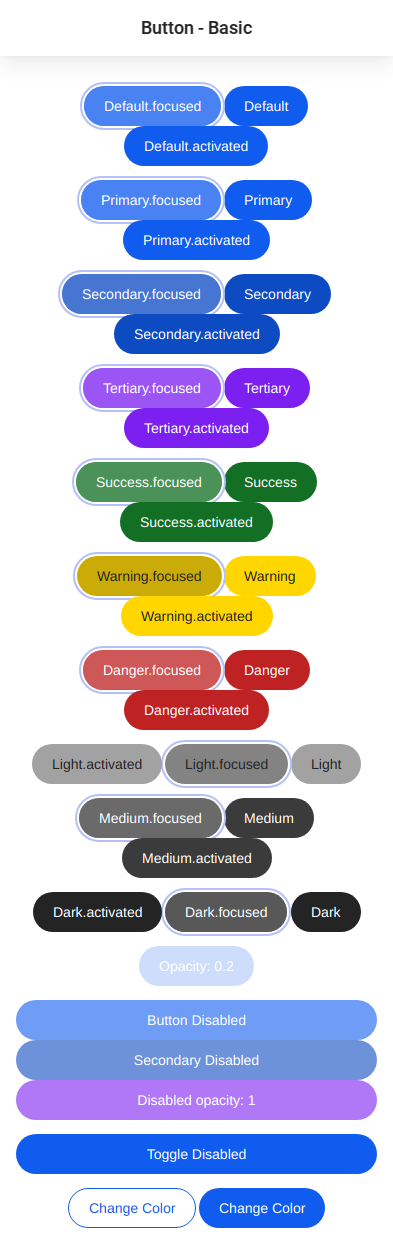 Button - Basic
Default.focused Default
Default.activated
Primary.focused Primary
Primary.activated
Secondary.focused Secondary
Secondary.activated
Tertiary.focused Tertiary
Tertiary.activated
Success.focused Success
Success.activated
Warning.focused Warning
Warning.activated
Danger.focused Danger
Danger.activated
Light.activated Light.focused Light
Medium.focused Medium
Medium.activated
Dark.activated Dark.focused Dark
Opacity: 0.2
Button Disabled
Secondary Disabled
Disabled opacity: 1
Toggle Disabled
Change Color Change Color